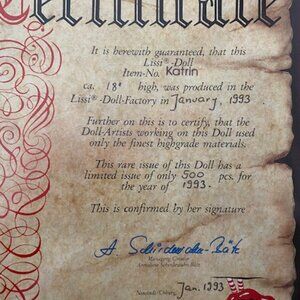 Certificate
It is herewith guaranteed, that this
Lissi®-Doll
Item-No. Katrin
ca. 18" high, was produced in the
Lissi®-Doll-Factory in January, 1993
Further on this is to certify, that the
Doll-Artists working on this Doll used
only the finest highgrade materials.
This rare issue of this Doll has a
limited issue of only 500 pcs. for
the year of 1993.
This is confirmed by her signature
A.
Managing Creator
Jan. 1993